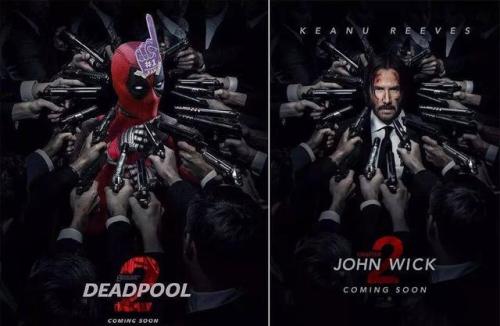 #1
2
DEADPOOL
COMING SOON
KEANU REEVES
2
JOHN WICK
COMING SOON